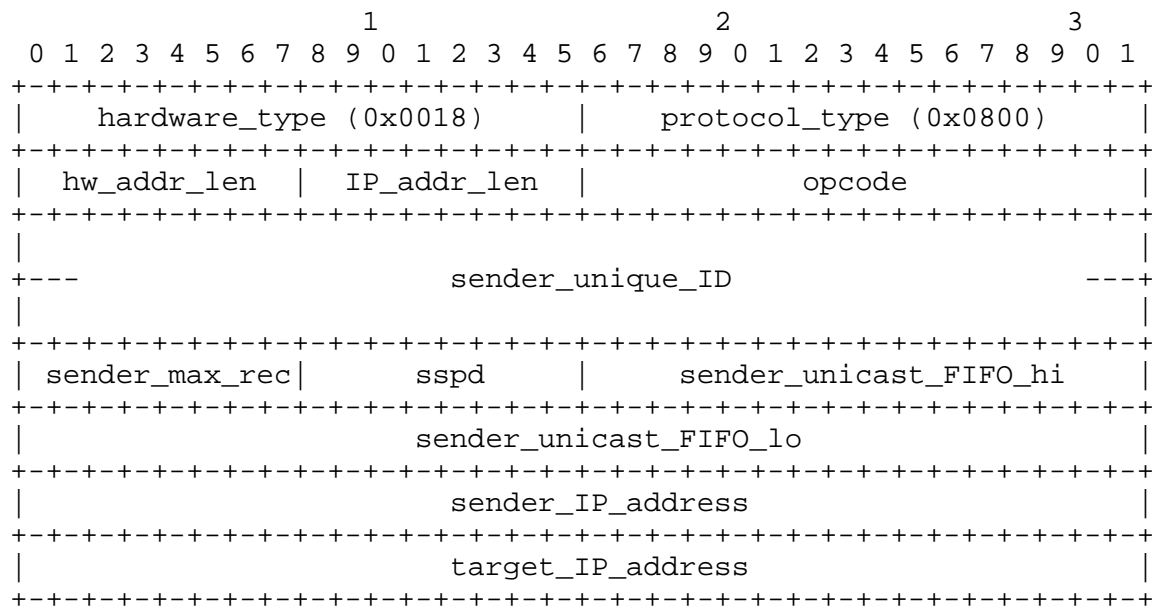 1                   2                   3
 0 1 2 3 4 5 6 7 8 9 0 1 2 3 4 5 6 7 8 9 0 1 2 3 4 5 6 7 8 9 0 1
+-+-+-+-+-+-+-+-+-+-+-+-+-+-+-+-+-+-+-+-+-+-+-+-+-+-+-+-+-+-+-+-+
|    hardware_type (0x0018)     |    protocol_type (0x0800)     |
+-+-+-+-+-+-+-+-+-+-+-+-+-+-+-+-+-+-+-+-+-+-+-+-+-+-+-+-+-+-+-+-+
|  hw_addr_len  |  IP_addr_len  |            opcode             |
+-+-+-+-+-+-+-+-+-+-+-+-+-+-+-+-+-+-+-+-+-+-+-+-+-+-+-+-+-+-+-+-+
|                                                               |
+---                     sender_unique_ID                    ---+
|                                                               |
+-+-+-+-+-+-+-+-+-+-+-+-+-+-+-+-+-+-+-+-+-+-+-+-+-+-+-+-+-+-+-+-+
| sender_max_rec|      sspd     |     sender_unicast_FIFO_hi    |
+-+-+-+-+-+-+-+-+-+-+-+-+-+-+-+-+-+-+-+-+-+-+-+-+-+-+-+-+-+-+-+-+
|                      sender_unicast_FIFO_lo                   |
+-+-+-+-+-+-+-+-+-+-+-+-+-+-+-+-+-+-+-+-+-+-+-+-+-+-+-+-+-+-+-+-+
|                        sender_IP_address                      |
+-+-+-+-+-+-+-+-+-+-+-+-+-+-+-+-+-+-+-+-+-+-+-+-+-+-+-+-+-+-+-+-+
|                        target_IP_address                      |
+-+-+-+-+-+-+-+-+-+-+-+-+-+-+-+-+-+-+-+-+-+-+-+-+-+-+-+-+-+-+-+-+